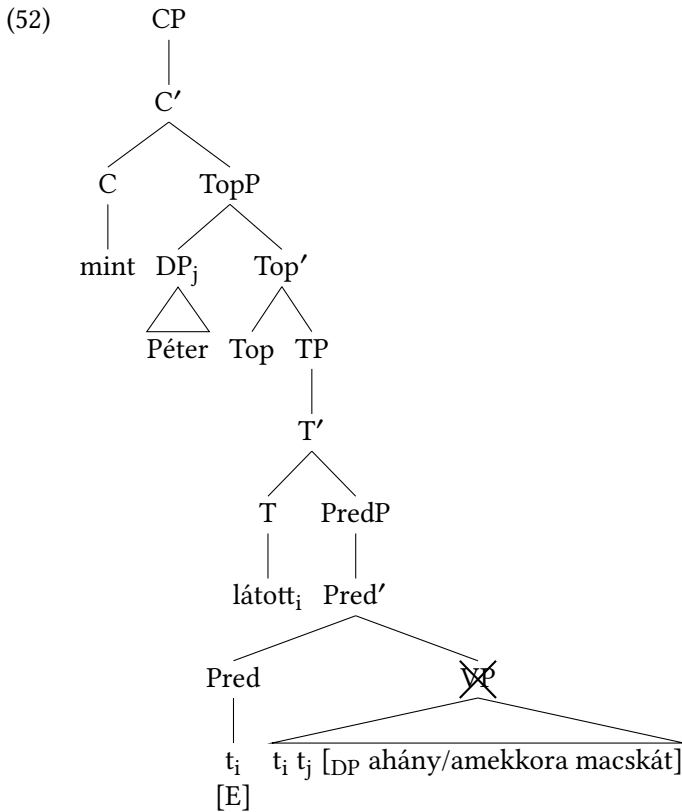 (52) CP
C′
C TopP
mint DPj Top′
Péter Top TP
T′
T PredP
látotti Pred′
Pred VP
ti ti tj [DP ahány/amekkora macskát]
[E]